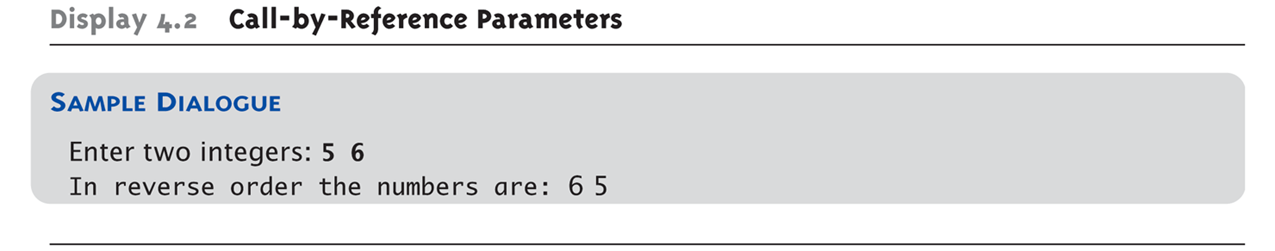 Display 4.2 Call-by-Reference Parameters
SAMPLE DIALOGUE
Enter two integers: 5 6
In reverse order the numbers are: 6 5